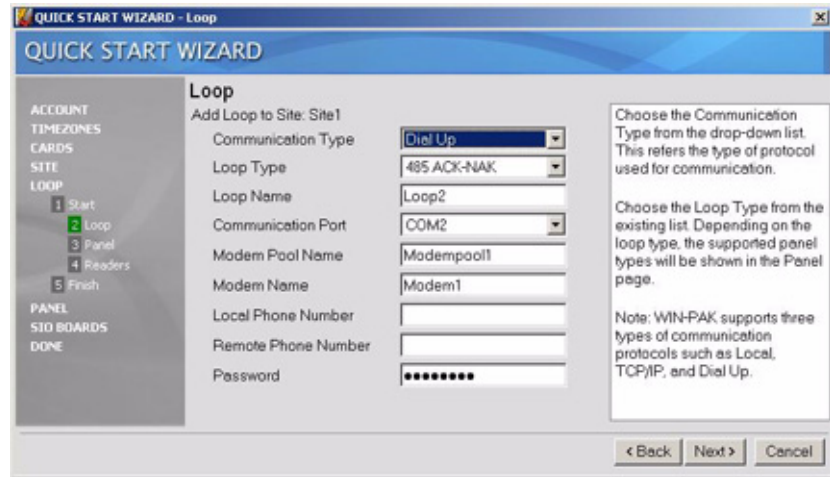 QUICK START WIZARD - Loop
QUICK START WIZARD
ACCOUNT
TIMEZONES
CARDS
SITE
LOOP
1 Start
2 Loop
3 Panel
4 Readers
5 Finish
PANEL
SIO BOARDS
DONE
Loop
Add Loop to Site: Site1
Communication Type Dial Up
Loop Type 485 ACK-NAK
Loop Name Loop2
Communication Port COM2
Modem Pool Name Modempool1
Modem Name Modem1
Local Phone Number
Remote Phone Number
Password ●●●●●●●●
Choose the Communication
Type from the drop-down list.
This refers the type of protocol
used for communication.
Choose the Loop Type from the
existing list. Depending on the
loop type, the supported panel
types will be shown in the Panel
page.
Note: WIN-PAK supports three
types of communication
protocols such as Local,
TCP/IP, and Dial Up.
< Back Next > Cancel